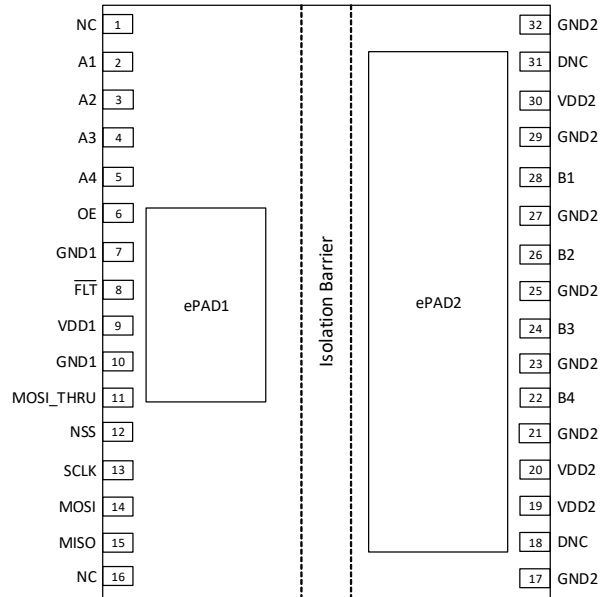 NC 1
A1 2
A2 3
A3 4
A4 5
OE 6
GND1 7
FLT 8
VDD1 9
GND1 10
MOSI_THRU 11
NSS 12
SCLK 13
MOSI 14
MISO 15
NC 16
ePAD1
Isolation Barrier
ePAD2
32 GND2
31 DNC
30 VDD2
29 GND2
28 B1
27 GND2
26 B2
25 GND2
24 B3
23 GND2
22 B4
21 GND2
20 VDD2
19 VDD2
18 DNC
17 GND2